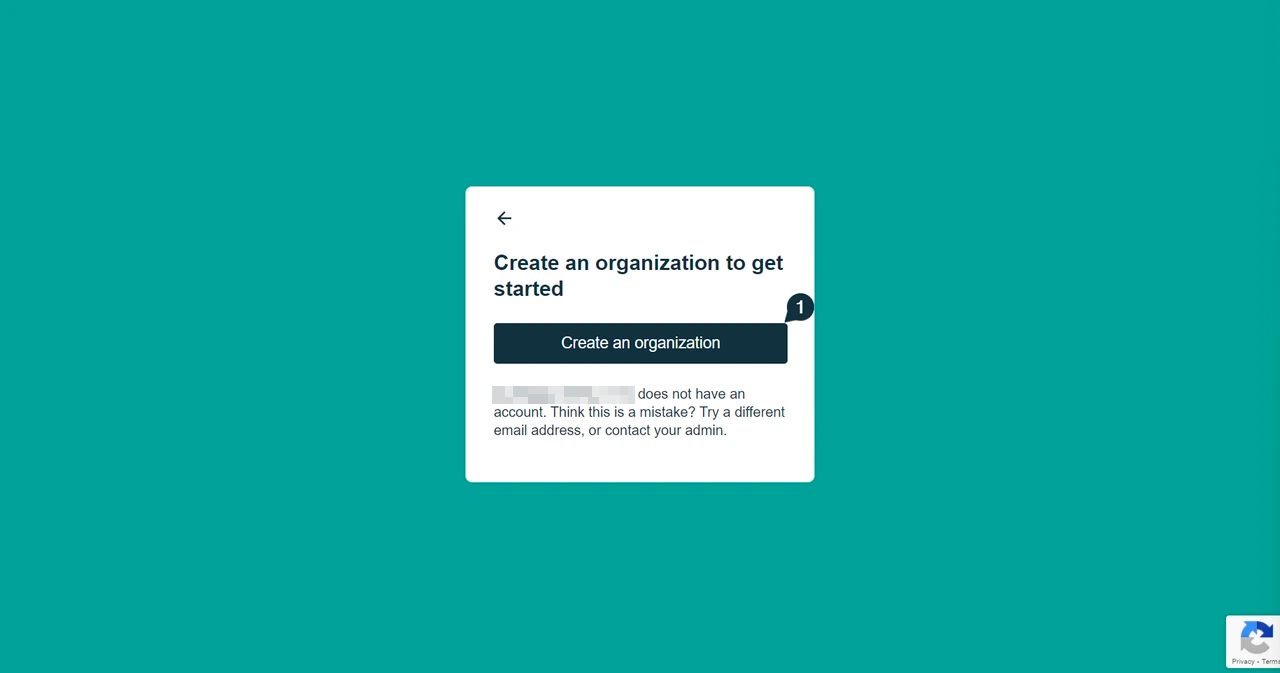 Create an organization to get
started
1
Create an organization
does not have an
account. Think this is a mistake? Try a different
email address, or contact your admin.
Privacy - Terms